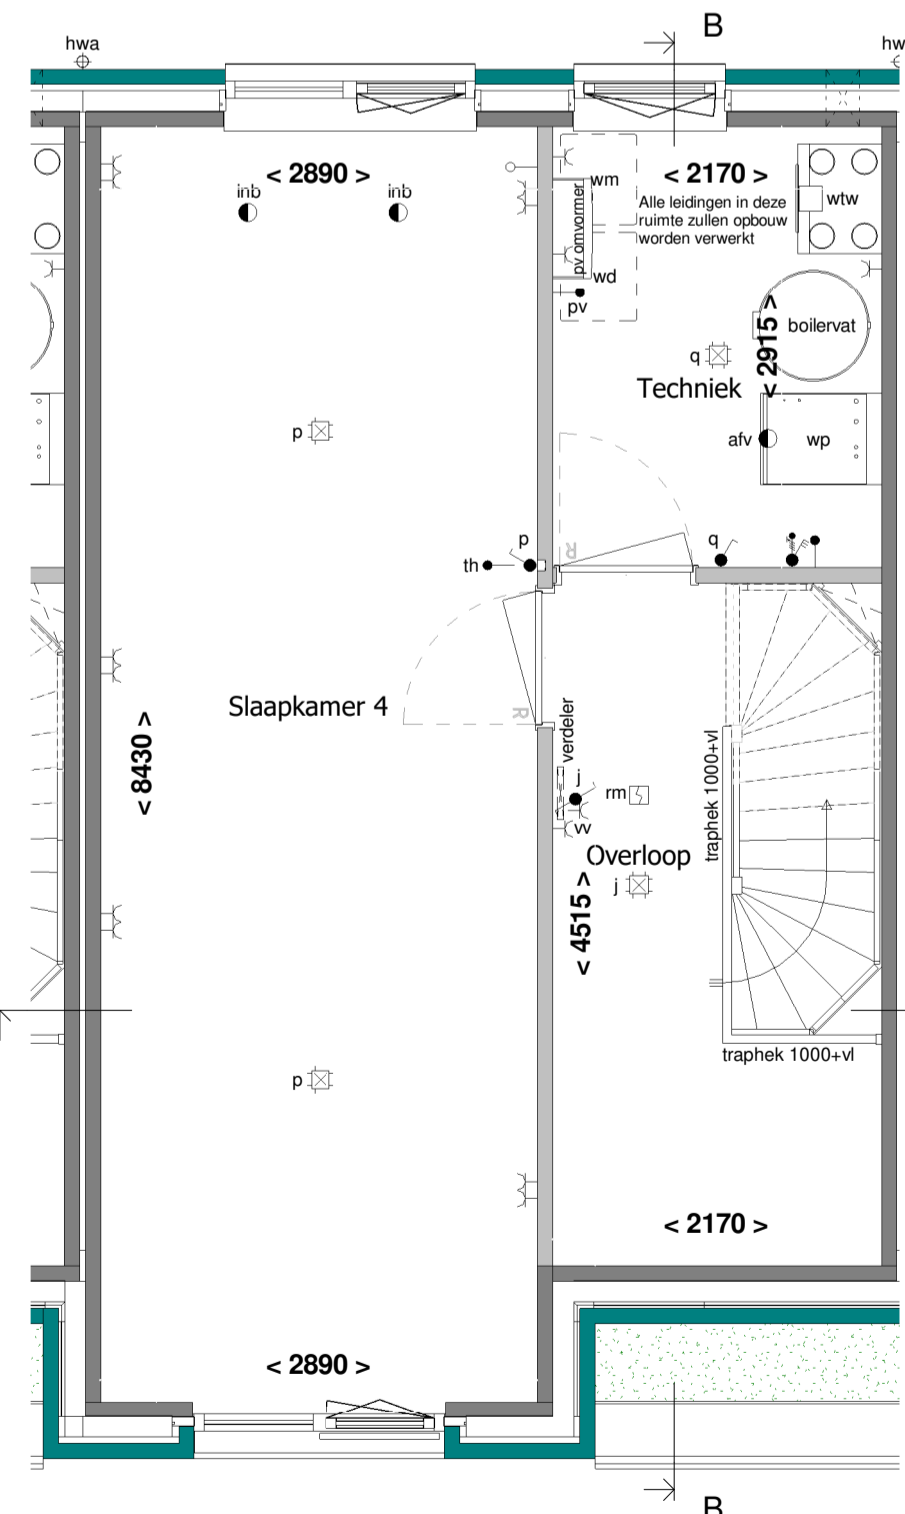 B
hwa
hw
< 2890 >
< 2170 >
inb
inb
wm
Alle leidingen in deze
ruimte zullen opbouw
worden verwerkt
wtw
pv omvormer
wd
pv
boilervat
< 2915 >
q
Techniek
p
afv
wp
p
q
th
R
Slaapkamer 4
R
verdeler
< 8430 >
traphek 1000+vl
j
rm
vv
Overloop
j
< 4515 >
traphek 1000+vl
p
< 2170 >
< 2890 >
B